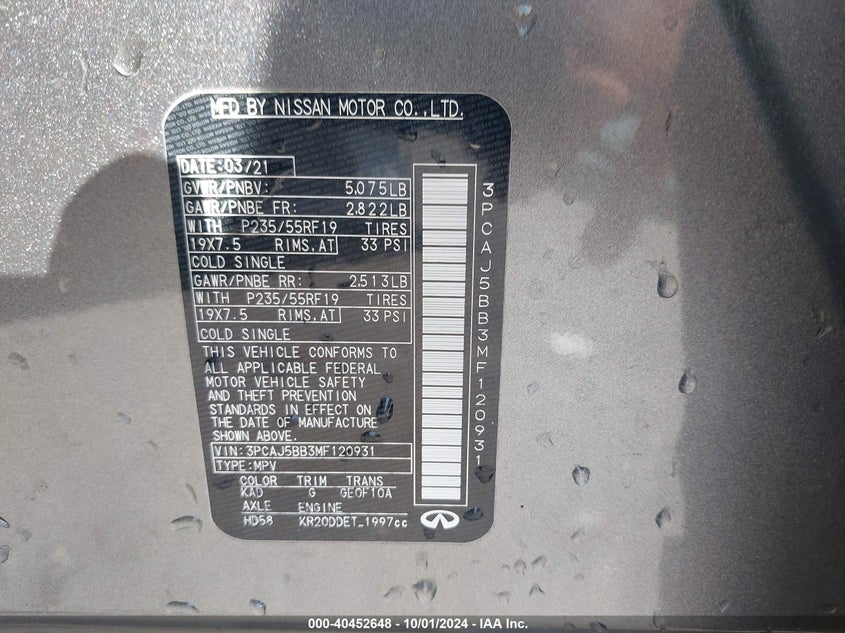 MFD BY NISSAN MOTOR CO.,LTD.
DATE:03/21
GVWR/PNBV: 5.075LB
GAWR/PNBE FR: 2.822LB
WITH P235/55RF19 TIRES
19X7.5 RIMS,AT 33 PSI
COLD SINGLE
GAWR/PNBE RR: 2.513LB
WITH P235/55RF19 TIRES
19X7.5 RIMS,AT 33 PSI
COLD SINGLE
THIS VEHICLE CONFORMS TO
ALL APPLICABLE FEDERAL
MOTOR VEHICLE SAFETY
AND THEFT PREVENTION
STANDARDS IN EFFECT ON
THE DATE OF MANUFACTURE
SHOWN ABOVE.
VIN:3PCAJ5BB3MF120931
TYPE:MPV
COLOR TRIM TRANS
KAD G GE0F10A
AXLE ENGINE
HD58 KR20DDET_1997cc
3PCAJ5BB3MF120931
000-40452648 - 10/01/2024 - IAA Inc.